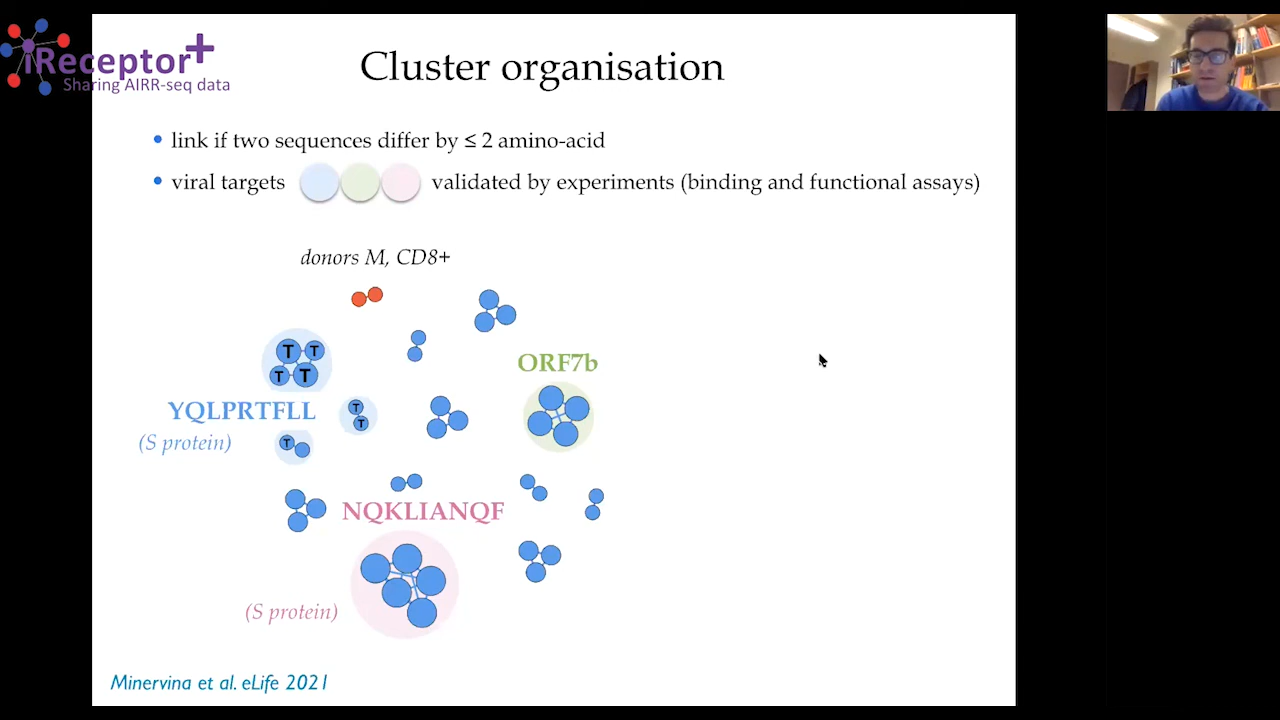 iReceptor+
Sharing AIRR-seq data
Cluster organisation
• link if two sequences differ by ≤ 2 amino-acid
• viral targets validated by experiments (binding and functional assays)
donors M, CD8+
T T
T T
ORF7b
YQLPRTFLL
T
T
(S protein)
T
NQKLIANQF
(S protein)
Minervina et al. eLife 2021